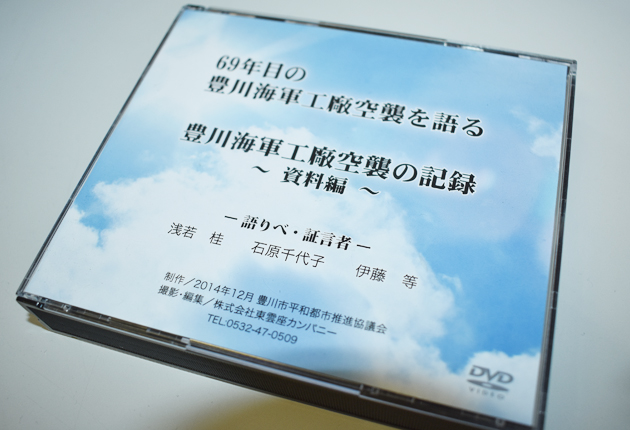 69年目の
豊川海軍工廠空襲を語る
豊川海軍工廠空襲の記録
～ 資料編 ～
― 語りべ・証言者 ―
浅若 桂 石原千代子 伊藤 等
制作／2014年12月 豊川市平和都市推進協議会
撮影・編集／株式会社東雲座カンパニー
TEL:0532-47-0509
DVD
VIDEO